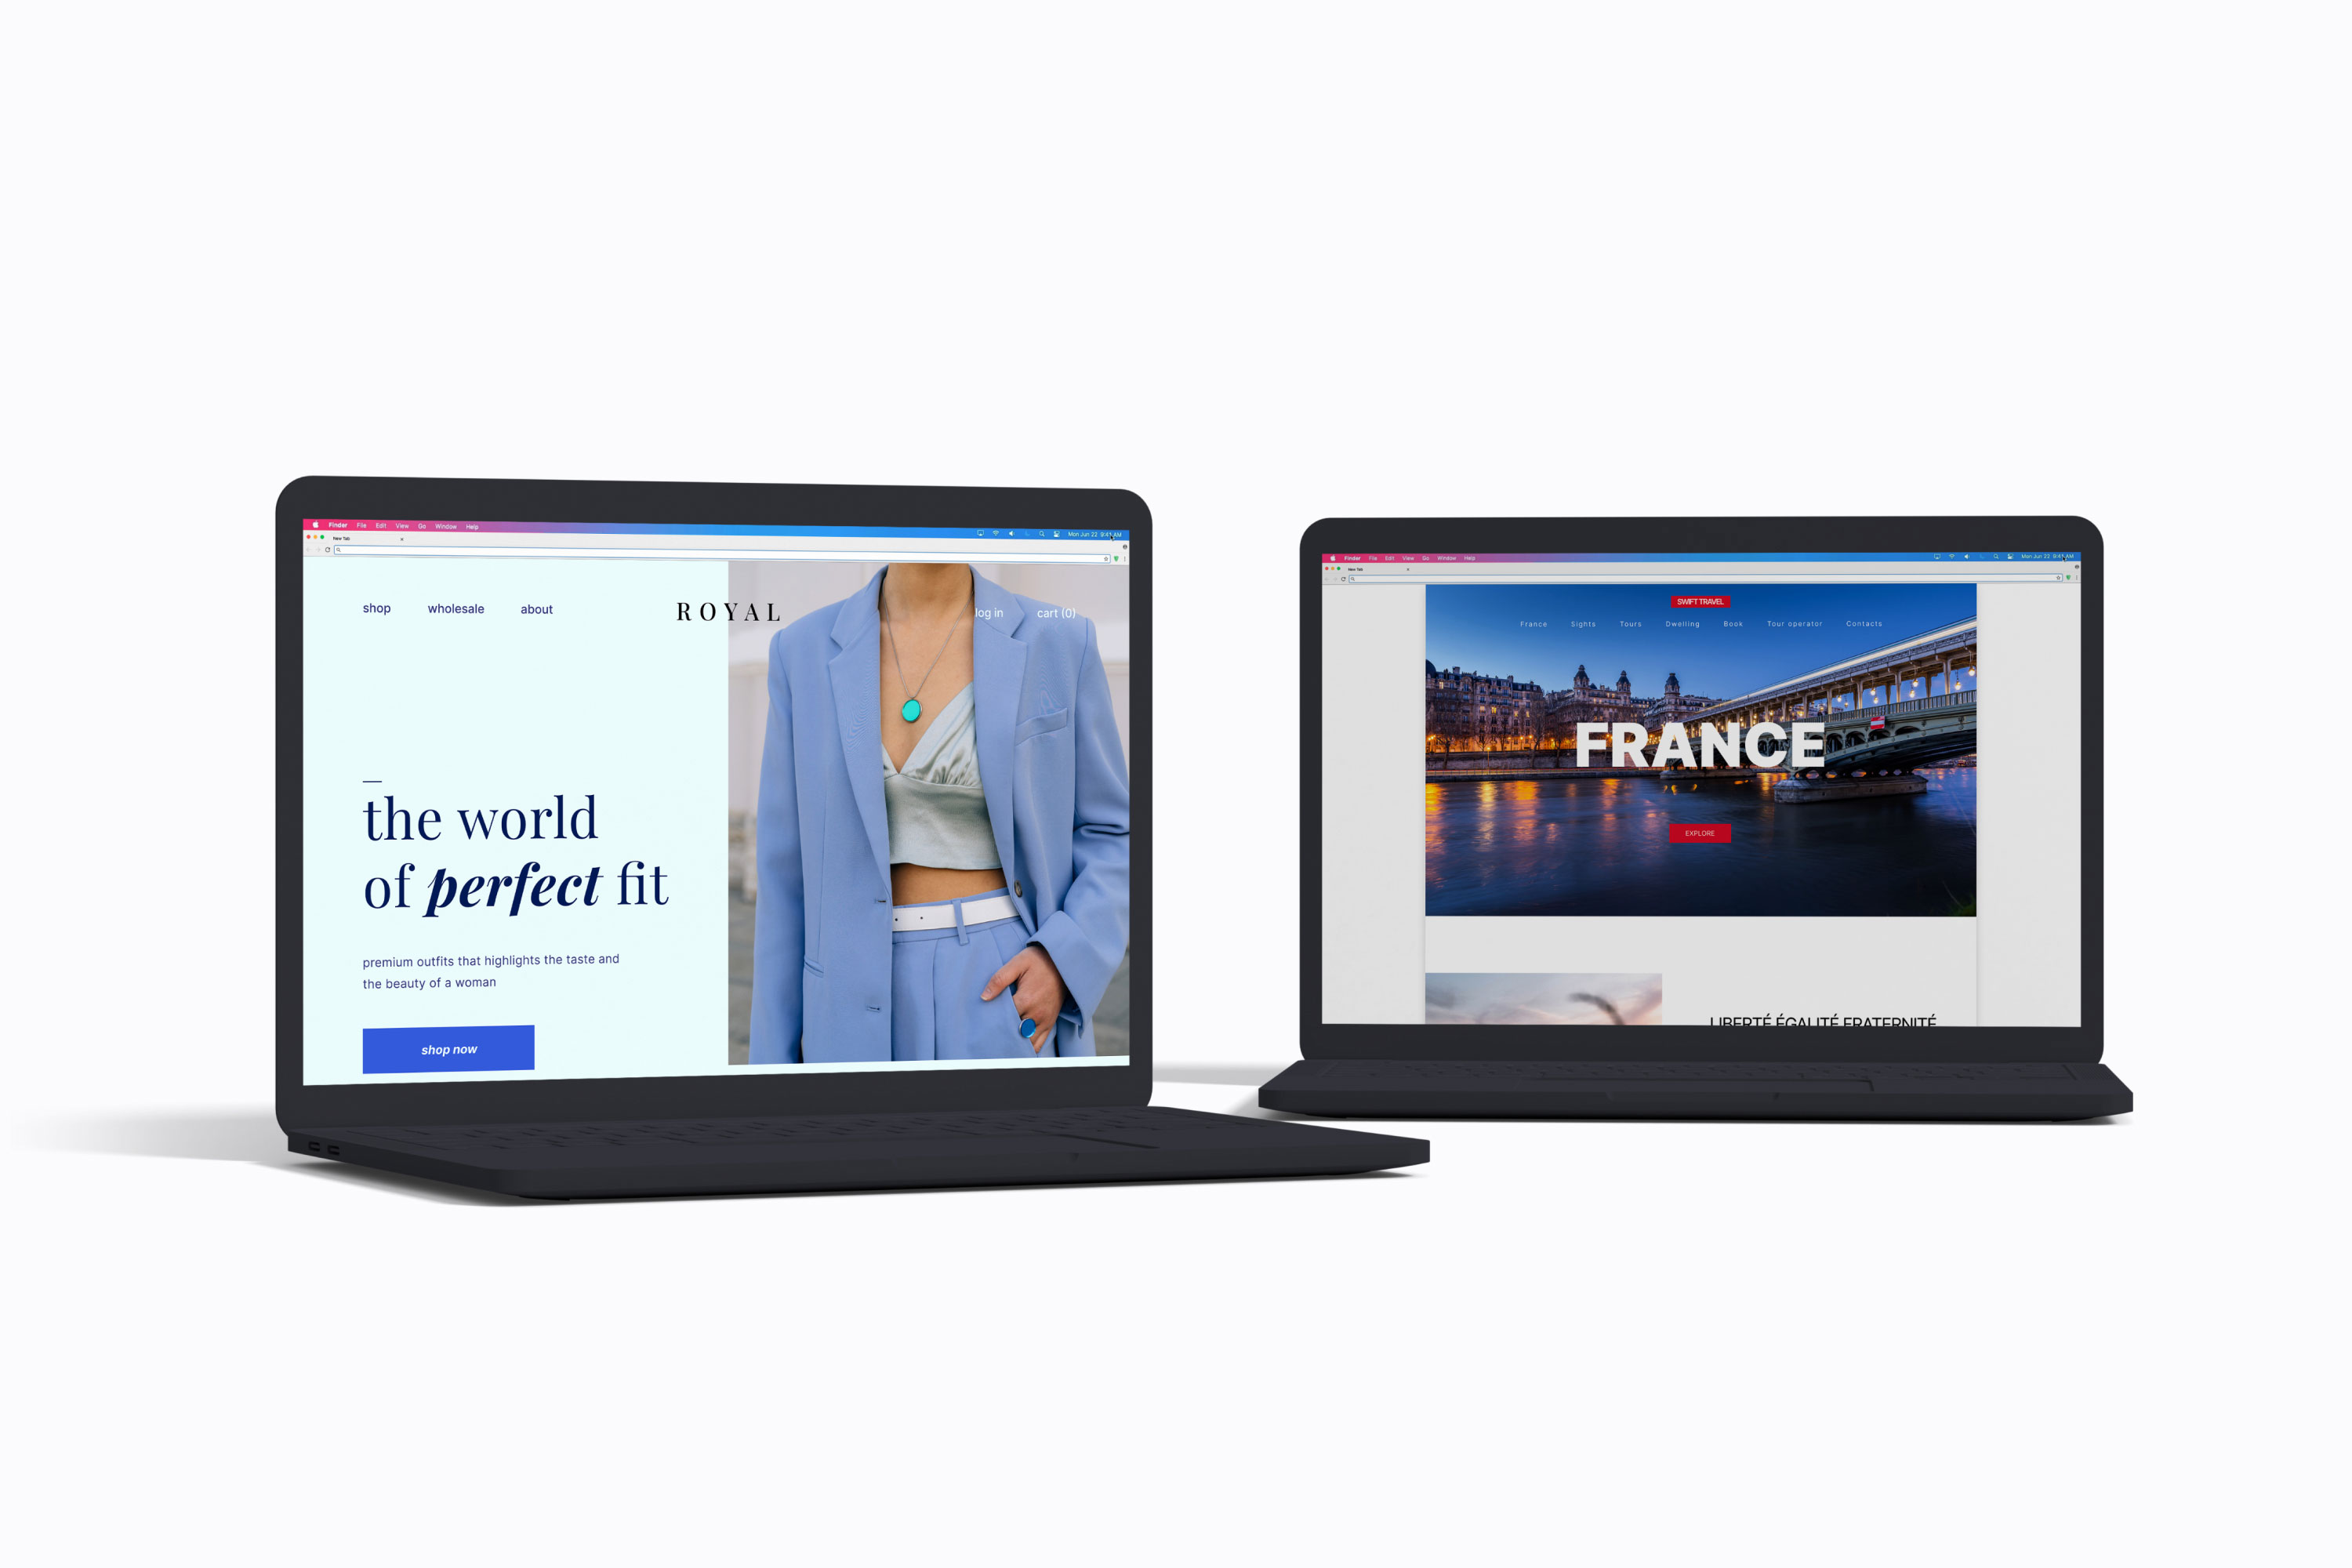 Finder File Edit View Go Window Help
Mon Jun 22 9:41 AM
New Tab
shop wholesale about ROYAL log in cart (0)
the world
of perfect fit
premium outfits that highlights the taste and
the beauty of a woman
shop now
Finder File Edit View Go Window Help
Mon Jun 22 9:41 AM
New Tab
SWIFT TRAVEL
France Sights Tours Dwelling Book Tour operator Contacts
FRANCE
EXPLORE
LIBERTÉ ÉGALITÉ FRATERNITÉ